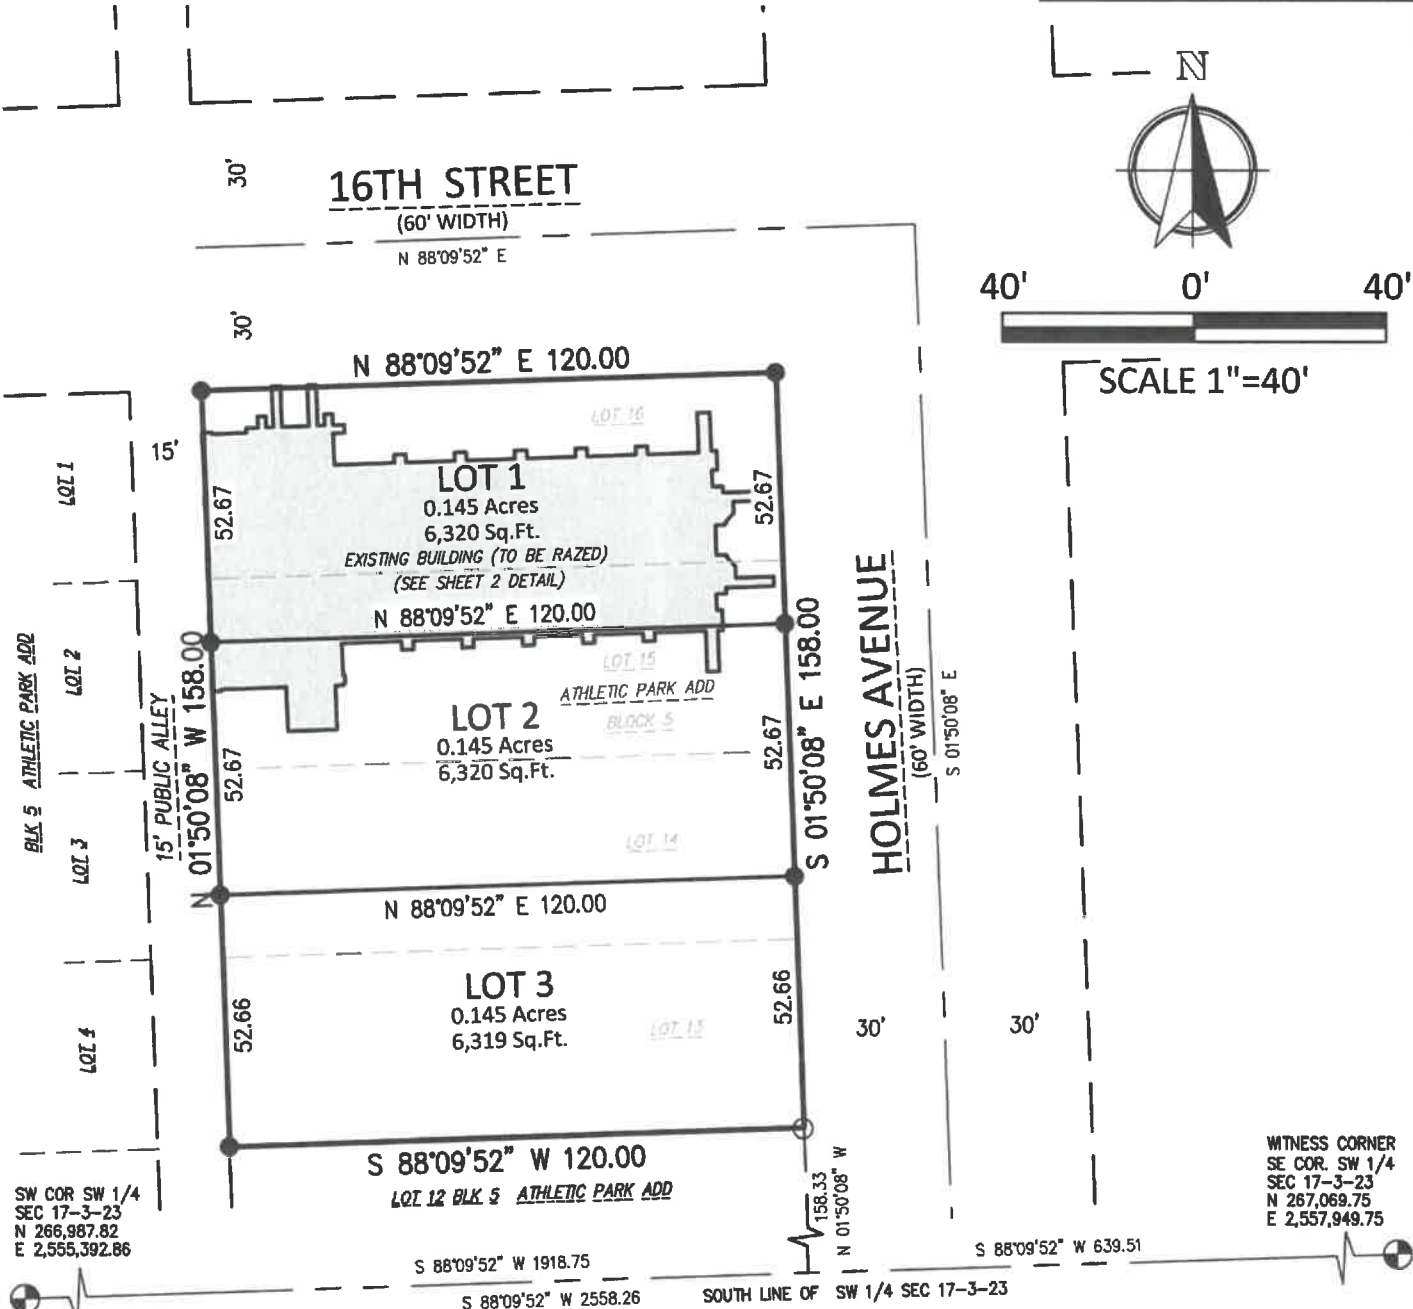 N
30'
16TH STREET
(60' WIDTH)
N 88°09'52" E
40' 0' 40'
SCALE 1"=40'
30'
N 88°09'52" E 120.00
LOT 16
15'
LOT 1
52.67
52.67
LOT 1
0.145 Acres
6,320 Sq.Ft.
EXISTING BUILDING (TO BE RAZED)
(SEE SHEET 2 DETAIL)
N 88°09'52" E 120.00
LOT 15
ATHLETIC PARK ADD
BLOCK 5
LOT 2
BLK 5 ATHLETIC PARK ADD
15' PUBLIC ALLEY
N 01°50'08" W 158.00
52.67
LOT 2
0.145 Acres
6,320 Sq.Ft.
52.67
S 01°50'08" E 158.00
HOLMES AVENUE
(60' WIDTH)
S 01°50'08" E
LOT 3
LOT 14
N 88°09'52" E 120.00
LOT 4
52.66
LOT 3
0.145 Acres
6,319 Sq.Ft.
LOT 13
52.66
30'
30'
S 88°09'52" W 120.00
LOT 12 BLK 5 ATHLETIC PARK ADD
SW COR SW 1/4
SEC 17-3-23
N 266,987.82
E 2,555,392.86
158.33
N 01°50'08" W
WITNESS CORNER
SE COR. SW 1/4
SEC 17-3-23
N 267,069.75
E 2,557,949.75
S 88°09'52" W 1918.75
S 88°09'52" W 639.51
S 88°09'52" W 2558.26
SOUTH LINE OF SW 1/4 SEC 17-3-23